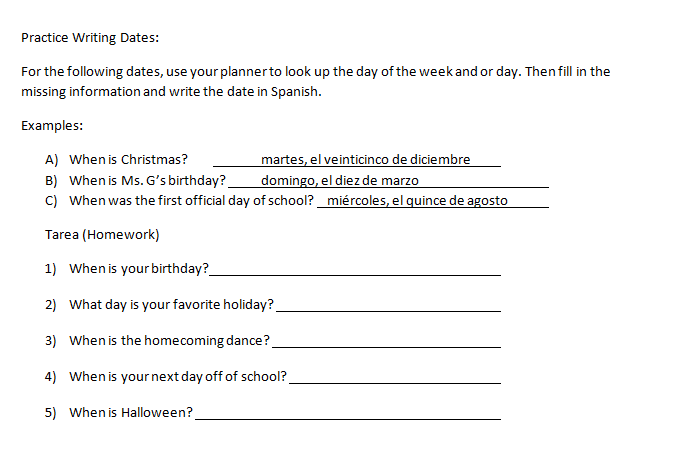 Practice Writing Dates:
For the following dates, use your planner to look up the day of the week and or day. Then fill in the
missing information and write the date in Spanish.
Examples:
A) When is Christmas? martes, el veinticinco de diciembre
B) When is Ms. G's birthday? domingo, el diez de marzo
C) When was the first official day of school? miércoles, el quince de agosto
Tarea (Homework)
1) When is your birthday?
2) What day is your favorite holiday?
3) When is the homecoming dance?
4) When is your next day off of school?
5) When is Halloween?